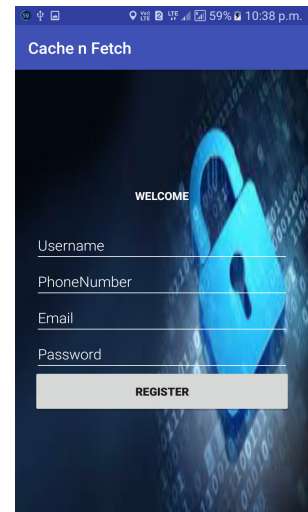 59% 10:38 p.m.
Cache n Fetch
WELCOME
Username
PhoneNumber
Email
Password
REGISTER